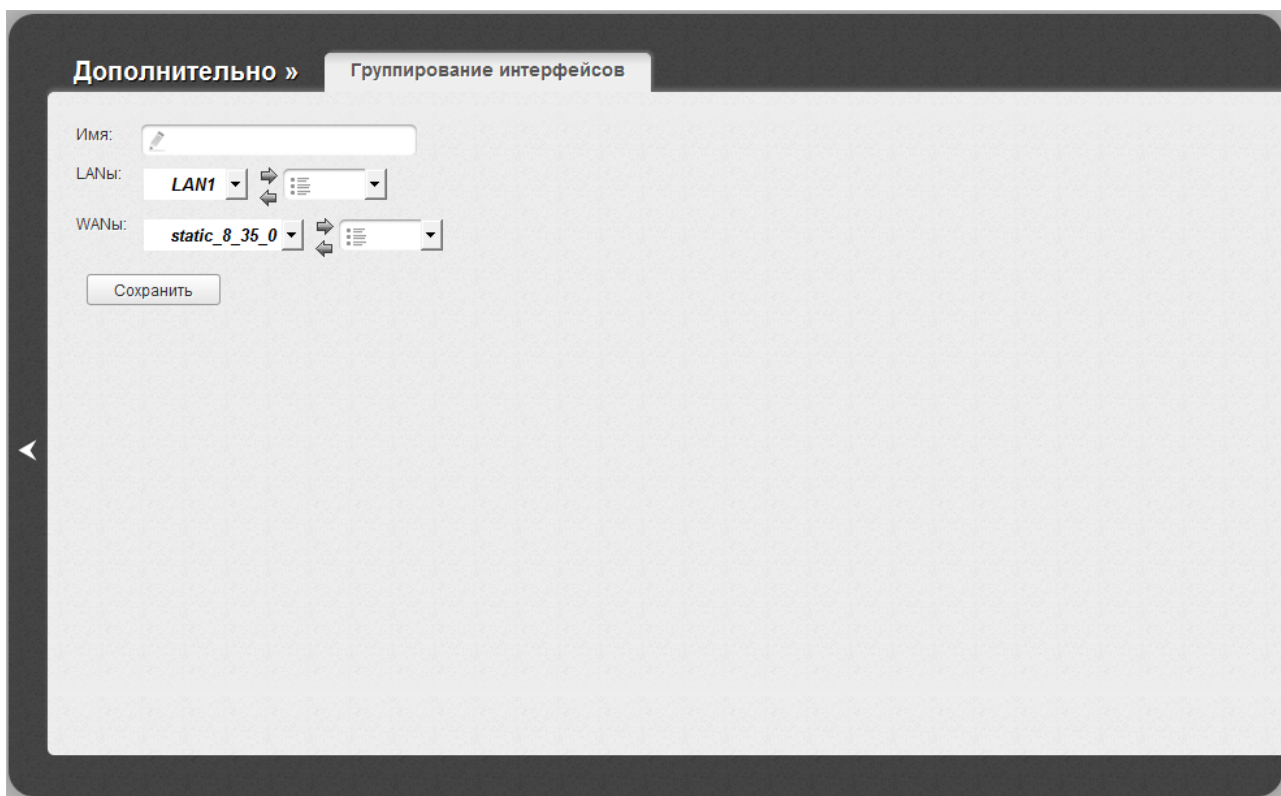 Дополнительно » Группирование интерфейсов
Имя:
LANы: LAN1
WANы: static_8_35_0
Сохранить